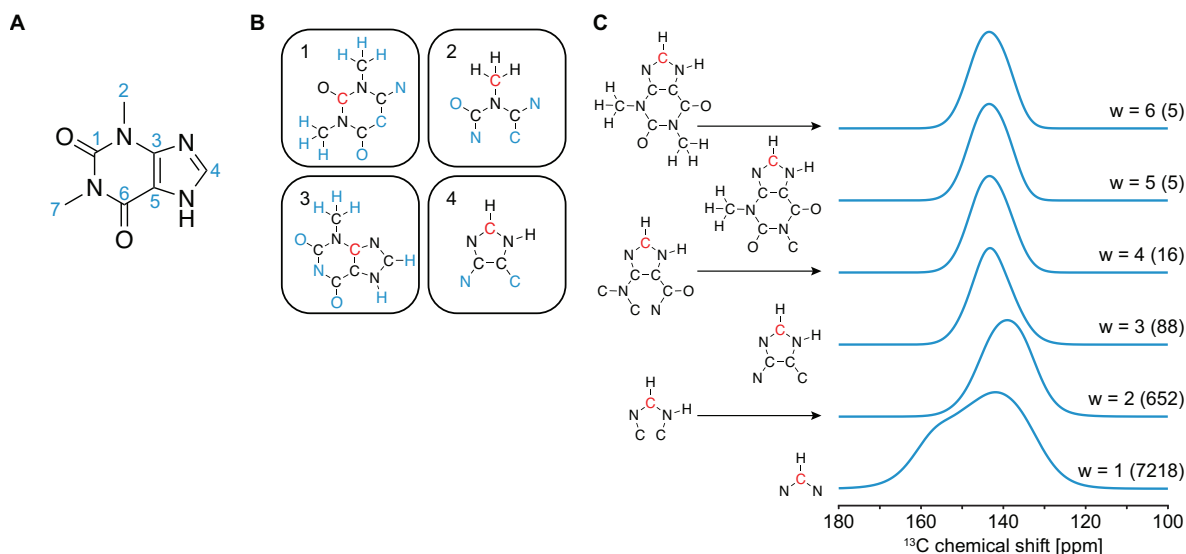 A
B
C
2
O
1
N
3
N
4
N
6
5
N
H
7
O
1
H
H
H
C
O
C
N
C
N
H
C
N
C
C
H
H
O
2
H
H
C
H
O
N
N
C
C
N
C
3
H
H
H
C
O
N
N
C
C
C
H
N
C
C
N
O
H
4
H
C
N
N
H
C
C
N
C
H
C
N
N
H
C
C
H
H
C
N
C
O
H
C
N
O
C
H
H
H
w = 6 (5)
H
C
N
N
H
C
C
H
H
C
N
C
O
H
C
N
O
C
w = 5 (5)
H
C
N
N
H
C
C
C
N
C
O
C
N
w = 4 (16)
H
C
N
N
H
C
C
N
C
w = 3 (88)
H
C
N
N
H
C
C
w = 2 (652)
H
C
N
N
w = 1 (7218)
180 160 140 120 100
13C chemical shift [ppm]